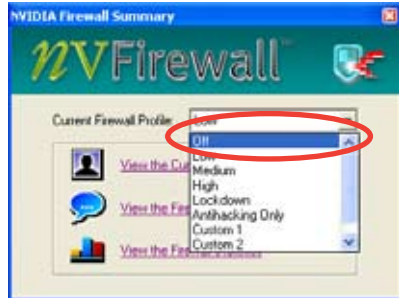 NVIDIA Firewall Summary
NVFirewall
Current Firewall Profile: Low
Off
Low
Medium
High
Lockdown
Antihacking Only
Custom 1
Custom 2
View the
View the
View the